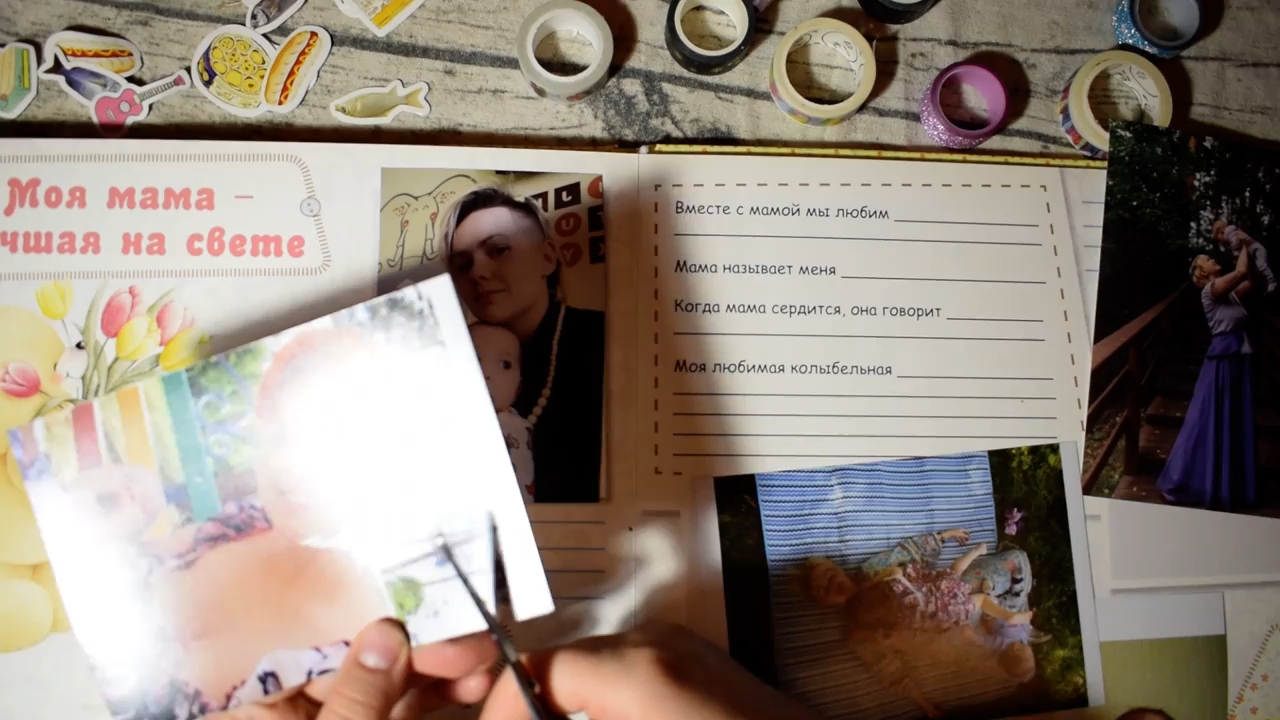 Моя мама –
чшая на свете
Вместе с мамой мы любим
Мама называет меня
Когда мама сердится, она говорит
Моя любимая колыбельная